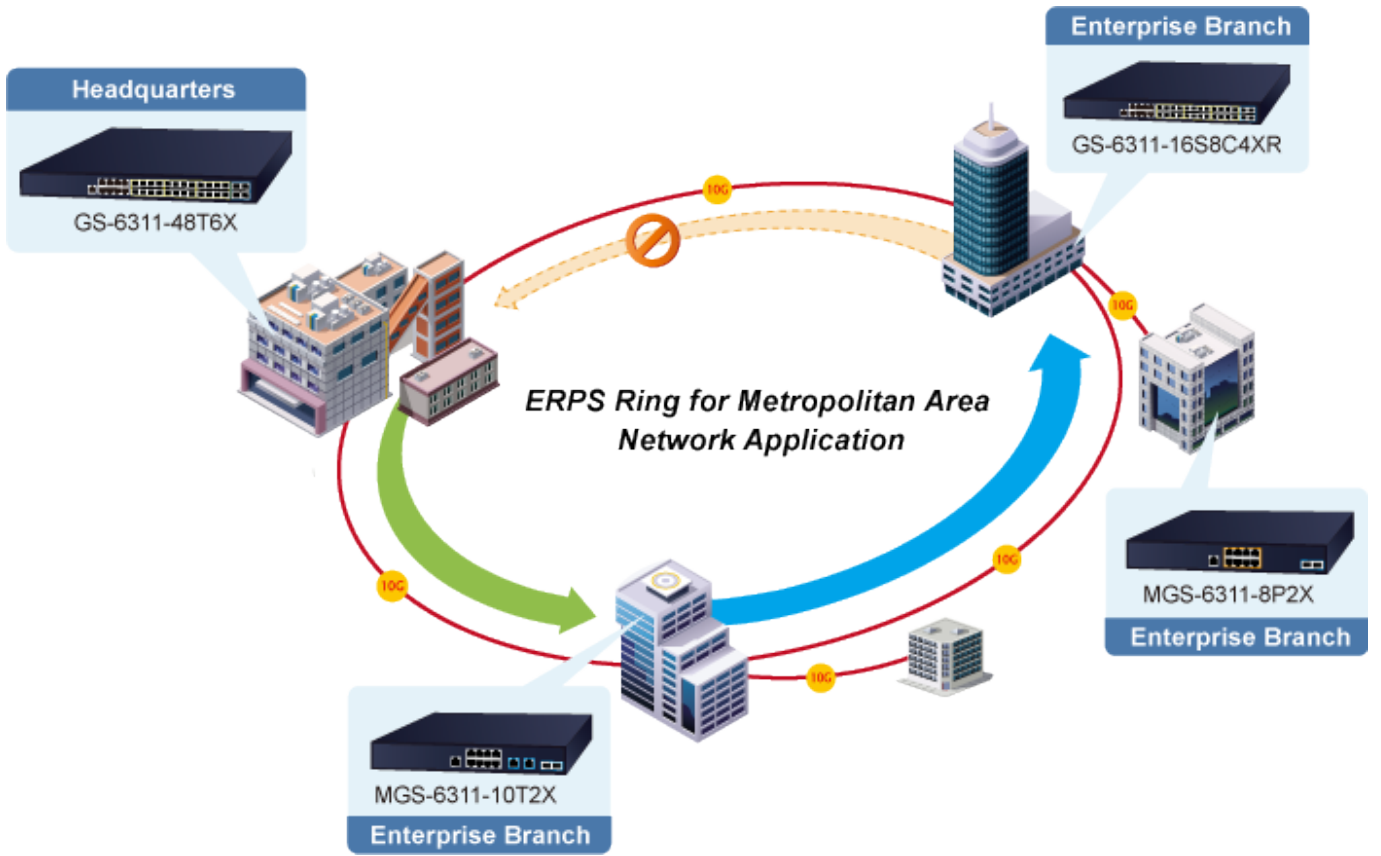 Enterprise Branch
GS-6311-16S8C4XR
Headquarters
GS-6311-48T6X
10G
10G
ERPS Ring for Metropolitan Area
Network Application
MGS-6311-8P2X
Enterprise Branch
10G
10G
10G
MGS-6311-10T2X
Enterprise Branch